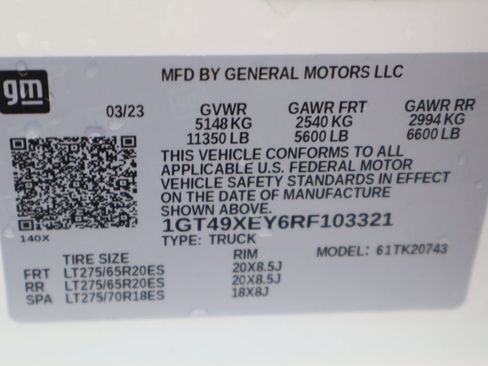 MFD BY GENERAL MOTORS LLC
gm
03/23 GVWR GAWR FRT GAWR RR
5148 KG 2540 KG 2994 KG
11350 LB 5600 LB 6600 LB
THIS VEHICLE CONFORMS TO ALL
APPLICABLE U.S. FEDERAL MOTOR
VEHICLE SAFETY STANDARDS IN EFFECT
ON THE DATE OF MANUFACTURE
SHOWN ABOVE.
1GT49XEY6RF103321
140X TYPE: TRUCK MODEL: 61TK20743
TIRE SIZE RIM
FRT LT275/65R20ES 20X8.5J
RR LT275/65R20ES 20X8.5J
SPA LT275/70R18ES 18X8J